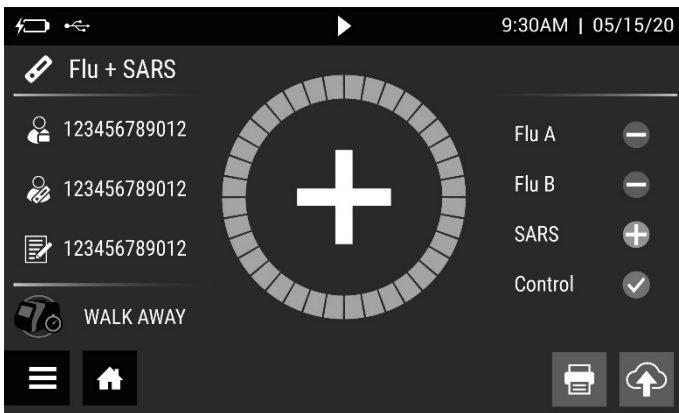 9:30AM | 05/15/20
Flu + SARS
123456789012
123456789012
123456789012
WALK AWAY
Flu A
Flu B
SARS
Control